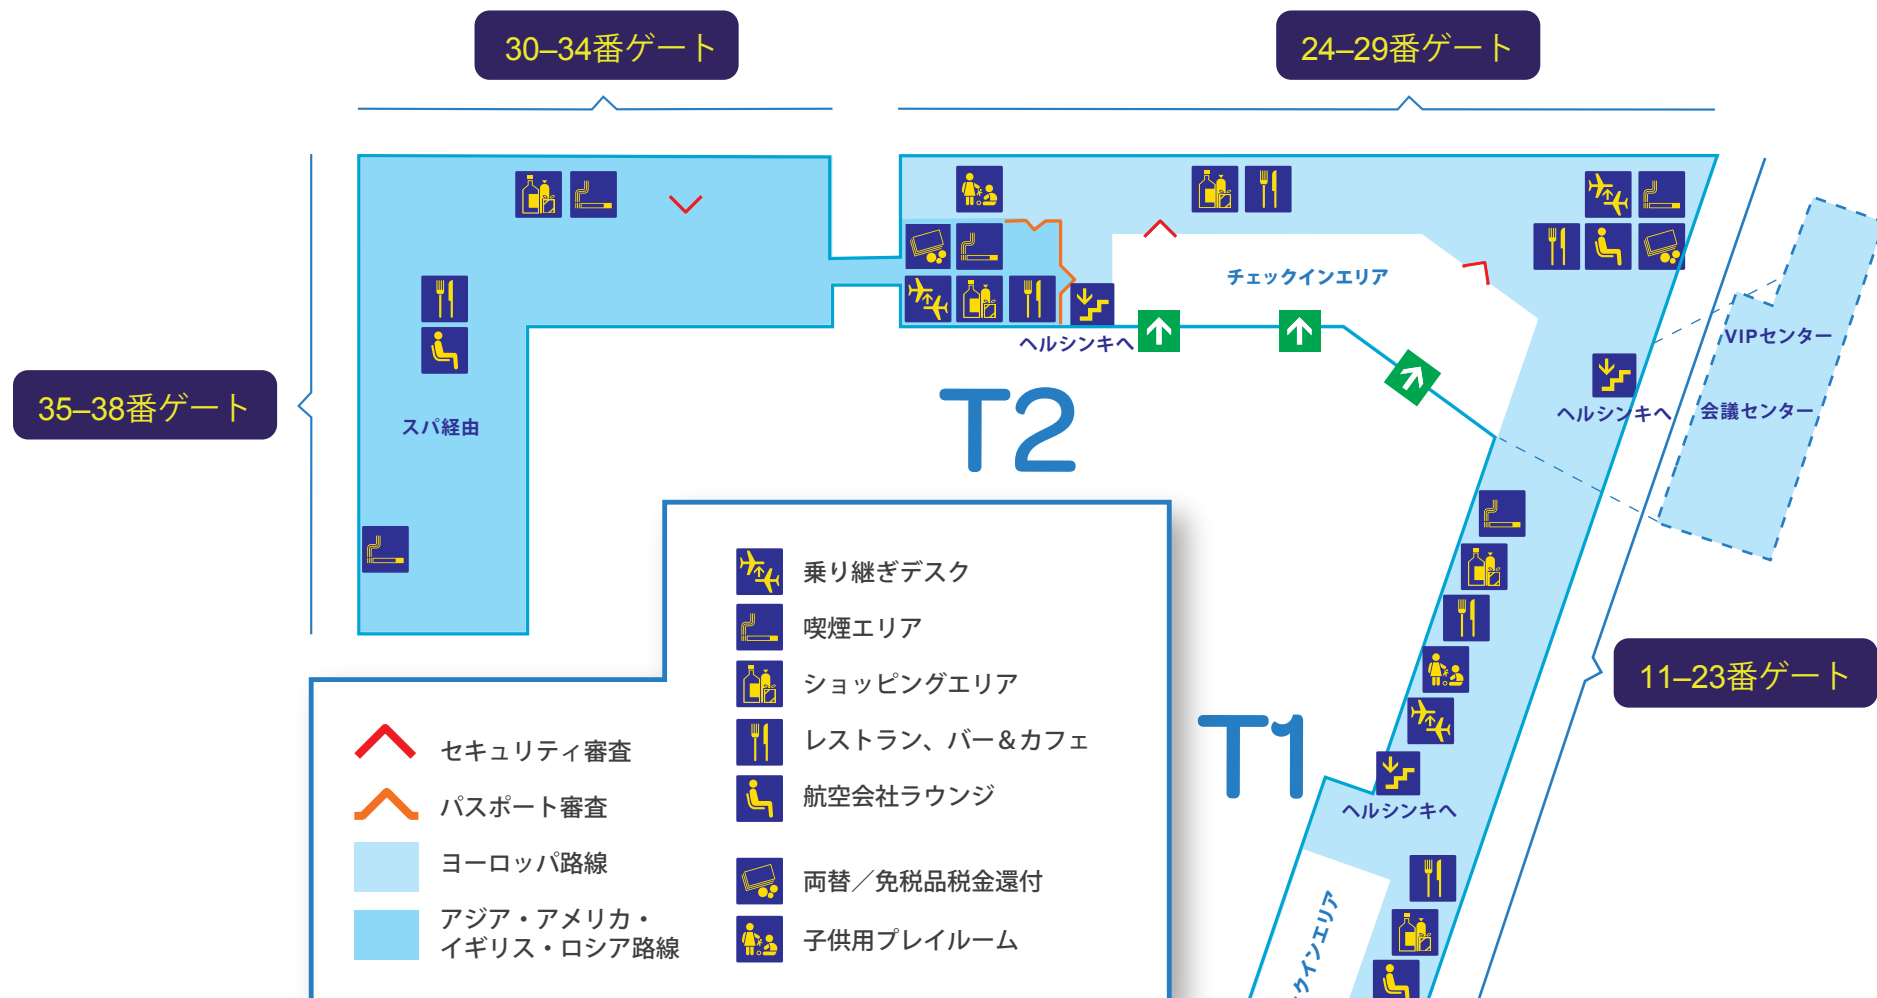 30–34番ゲート
24–29番ゲート
チェックインエリア
ヘルシンキへ
VIPセンター
会議センター
ヘルシンキへ
35–38番ゲート
スパ経由
T2
11–23番ゲート
T1
ヘルシンキへ
クインエリア
乗り継ぎデスク
喫煙エリア
ショッピングエリア
レストラン、バー＆カフェ
航空会社ラウンジ
両替／免税品税金還付
子供用プレイルーム
セキュリティ審査
パスポート審査
ヨーロッパ路線
アジア・アメリカ・
イギリス・ロシア路線